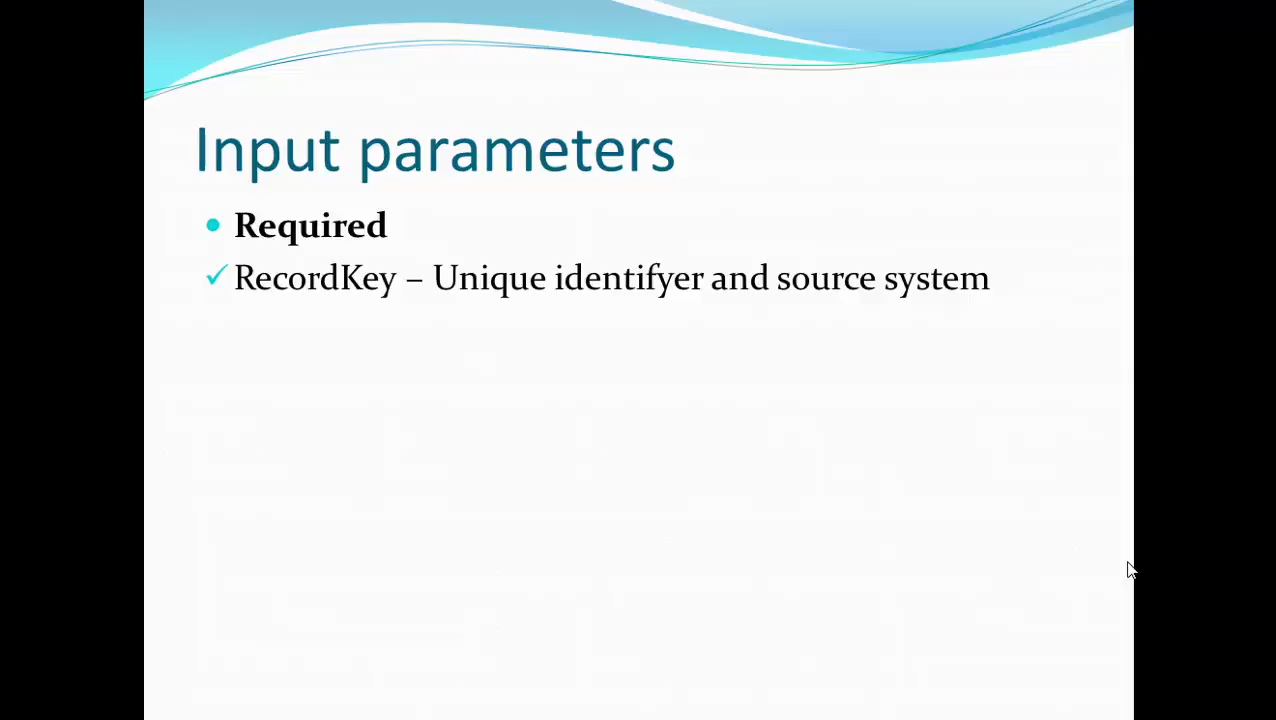 Input parameters
Required
RecordKey – Unique identifyer and source system